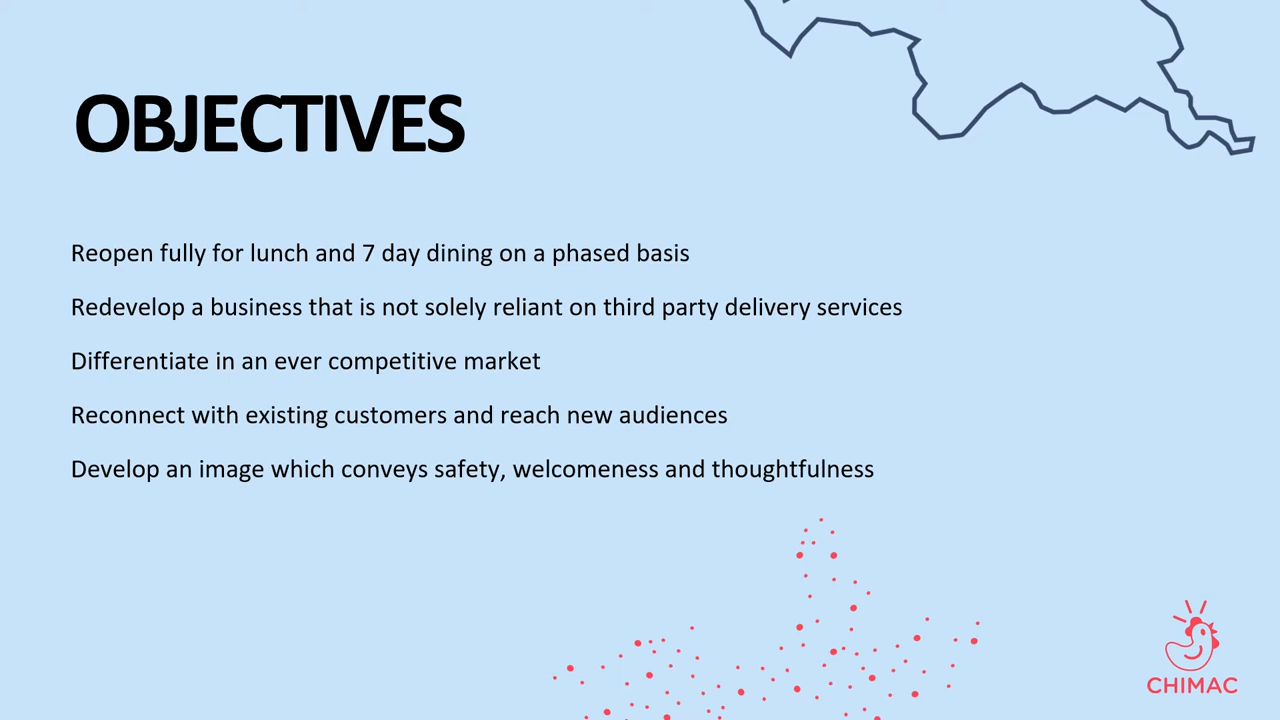 OBJECTIVES
Reopen fully for lunch and 7 day dining on a phased basis
Redevelop a business that is not solely reliant on third party delivery services
Differentiate in an ever competitive market
Reconnect with existing customers and reach new audiences
Develop an image which conveys safety, welcomeness and thoughtfulness
CHIMAC